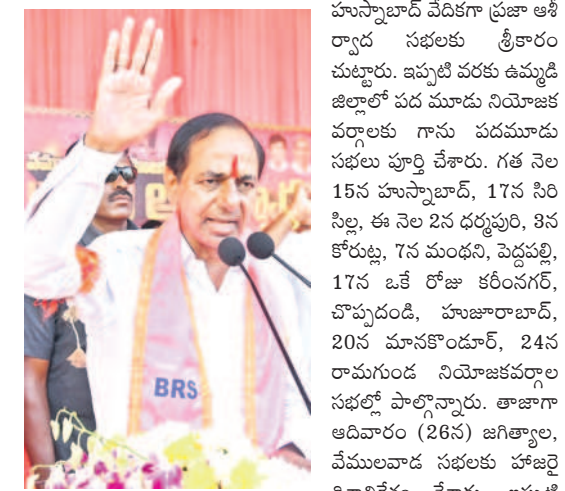 హుస్నాబాద్ వేదికగా ప్రజా ఆశీ
ర్వాద సభలకు శ్రీకారం
చుట్టారు. ఇప్పటి వరకు ఉమ్మడి
జిల్లాలో పద మూడు నియోజక
వర్గాలకు గాను పదమూడు
సభలు పూర్తి చేశారు. గత నెల
15న హుస్నాబాద్, 17న సిరి
సిల్ల, ఈ నెల 2న ధర్మపురి, 3న
కోరుట్ల, 7న మంథని, పెద్దపల్లి,
17న ఒకే రోజు కరీంనగర్,
చొప్పదండి, హుజూరాబాద్,
20న మానకొండూర్, 24న
రామగుండ నియోజకవర్గాల
సభల్లో పాల్గొన్నారు. తాజాగా
ఆదివారం (26న) జగిత్యాల,
వేములవాడ సభలకు హాజరై
BRS